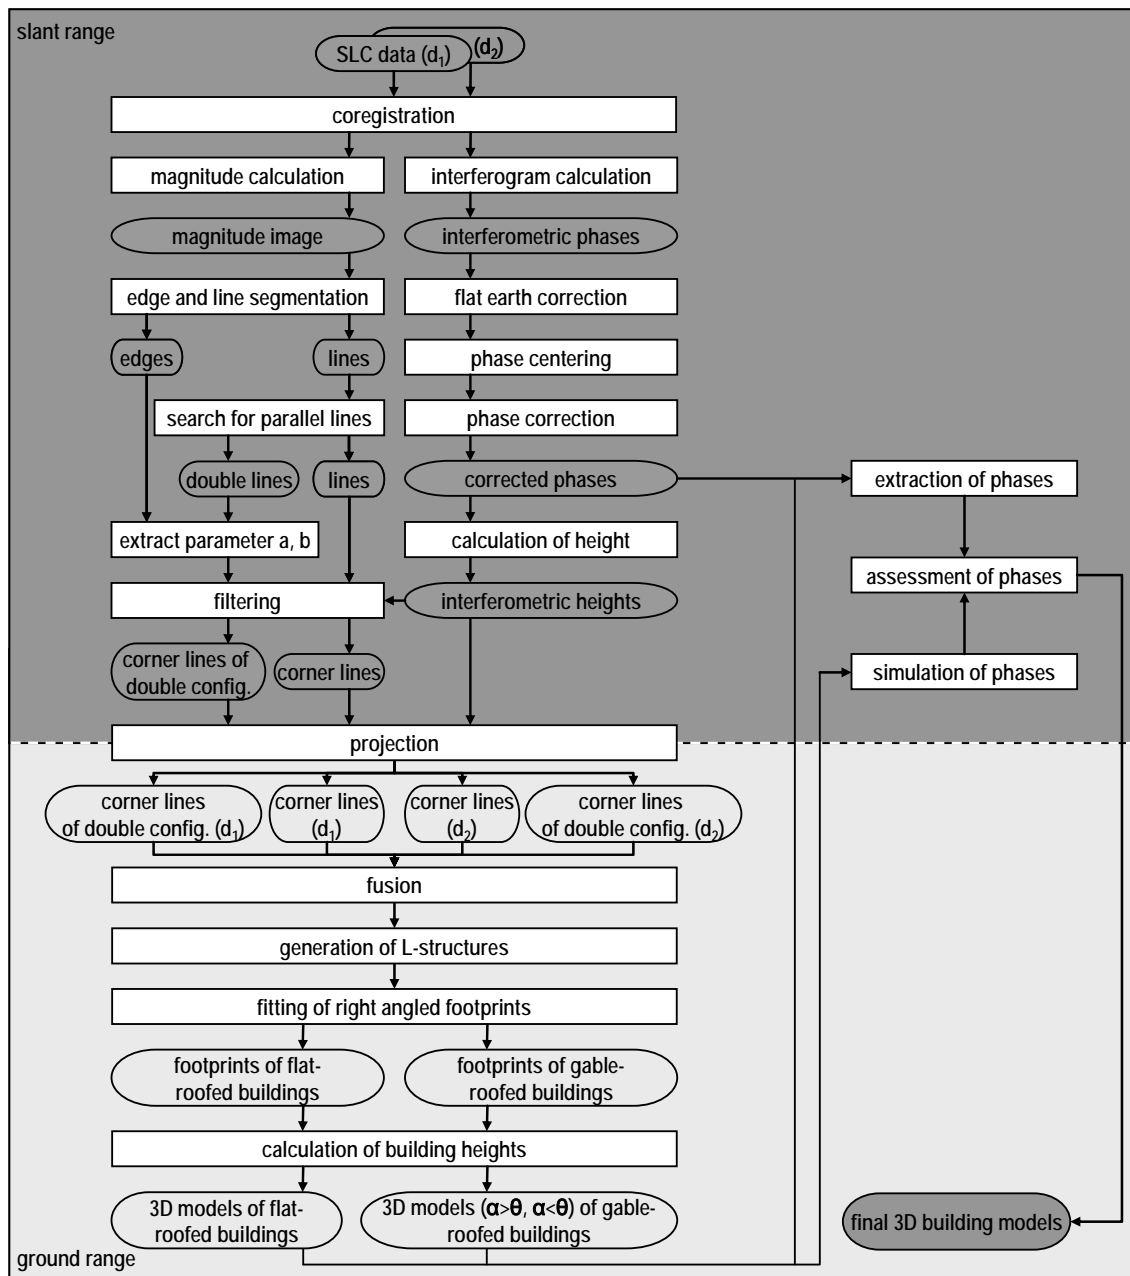 slant range
SLC data (d₁)
(d₂)
coregistration
magnitude calculation
interferogram calculation
magnitude image
interferometric phases
edge and line segmentation
flat earth correction
edges
lines
phase centering
search for parallel lines
phase correction
double lines
lines
corrected phases
extraction of phases
extract parameter a, b
calculation of height
assessment of phases
filtering
interferometric heights
corner lines of
double config.
corner lines
simulation of phases
projection
corner lines
of double config. (d₁)
corner lines
(d₁)
corner lines
(d₂)
corner lines
of double config. (d₂)
fusion
generation of L-structures
fitting of right angled footprints
footprints of flat-
roofed buildings
footprints of gable-
roofed buildings
calculation of building heights
3D models of flat-
roofed buildings
3D models (α>θ, α<θ) of gable-
roofed buildings
final 3D building models
ground range